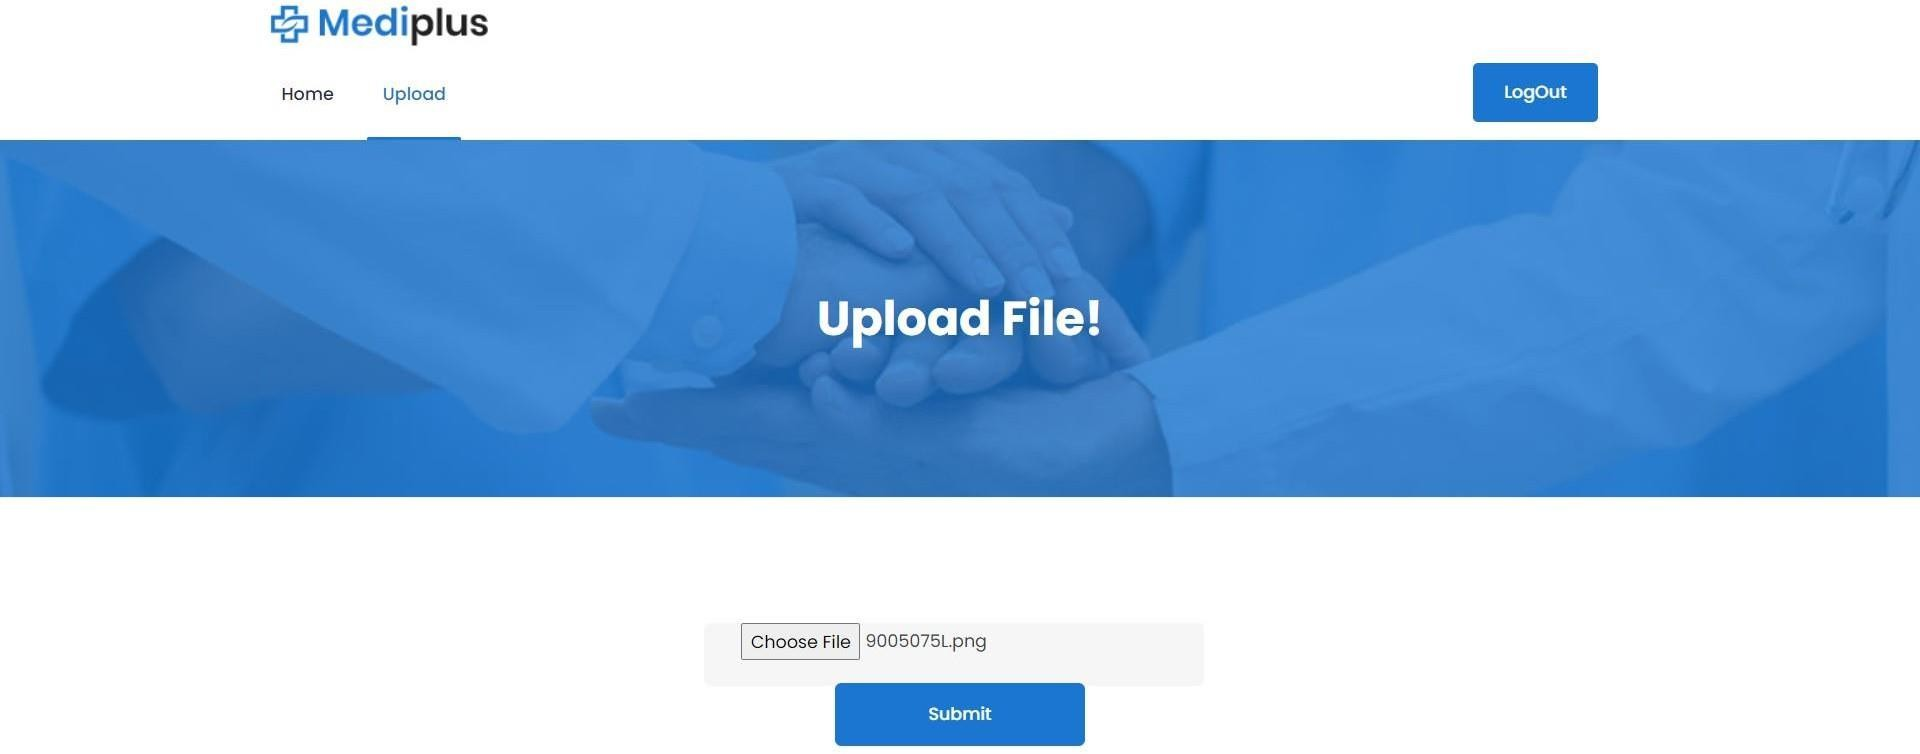 Mediplus
Home Upload
LogOut
Upload File!
Choose File 9005075L.png
Submit